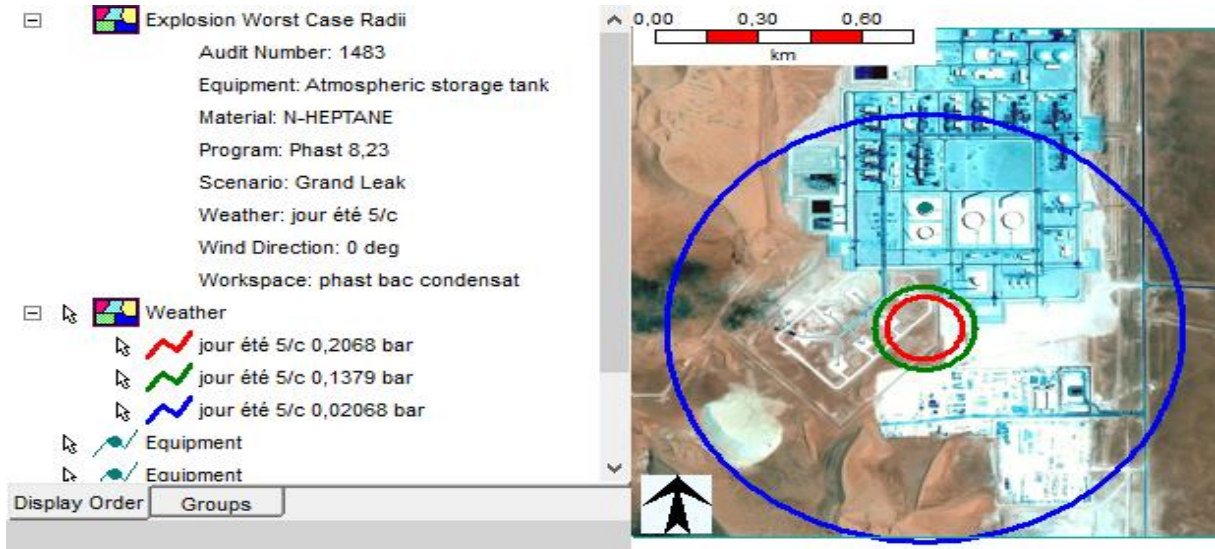 Explosion Worst Case Radii
Audit Number: 1483
Equipment: Atmospheric storage tank
Material: N-HEPTANE
Program: Phast 8,23
Scenario: Grand Leak
Weather: jour été 5/c
Wind Direction: 0 deg
Workspace: phast bac condensat
Weather
jour été 5/c 0,2068 bar
jour été 5/c 0,1379 bar
jour été 5/c 0,02068 bar
Equipment
Equipment
Display Order Groups
0,00 0,30 0,60
km